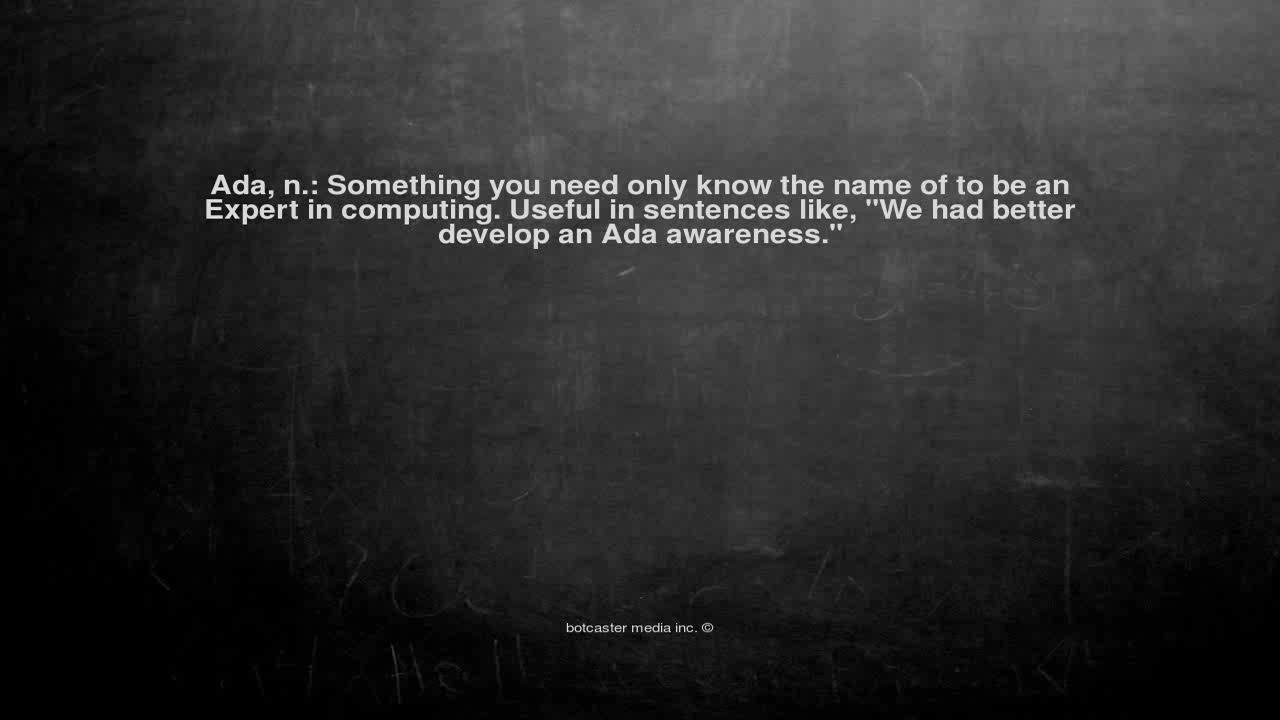 Ada, n.: Something you need only know the name of to be an
Expert in computing. Useful in sentences like, "We had better
develop an Ada awareness."
botcaster media inc. ©